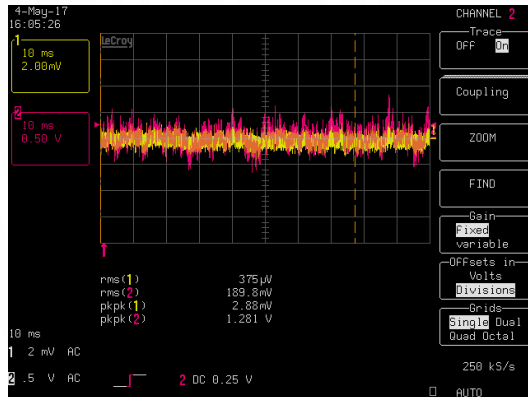 4-May-17
16:05:26
1
10 ms
2.00mV
2
10 ms
0.50 V
LeCroy
1
rms(1) 375µV
rms(2) 189.8mV
pkpk(1) 2.88mV
pkpk(2) 1.281 V
10 ms
1 2 mV AC
2 .5 V AC
2 DC 0.25 V
CHANNEL 2
Trace
OFF On
Coupling
ZOOM
FIND
Gain
Fixed
variable
OFFsets in
Volts
Divisions
Grids
Single Dual
Quad Octal
250 kS/s
AUTO